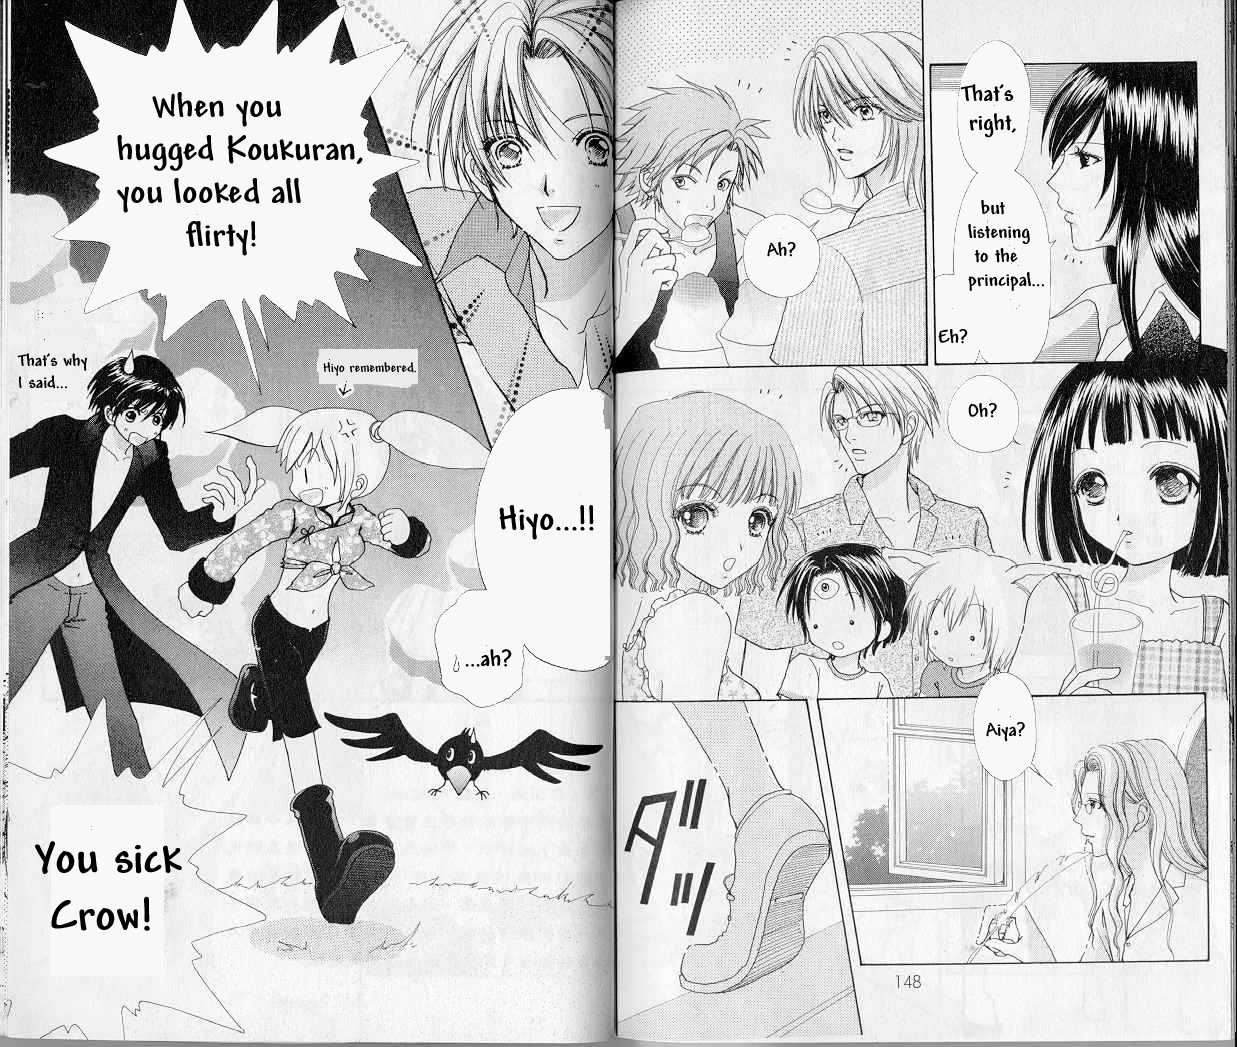 That's
right,
but
listening
to the
principal...
Eh?
Ah?
Oh?
Aiya?
ダッ
ッ
148
Hiyo...!!
...ah?
When you
hugged Koukuran,
you looked all
flirty!
Hiyo remembered.
That's why
I said...
You sick
Crow!